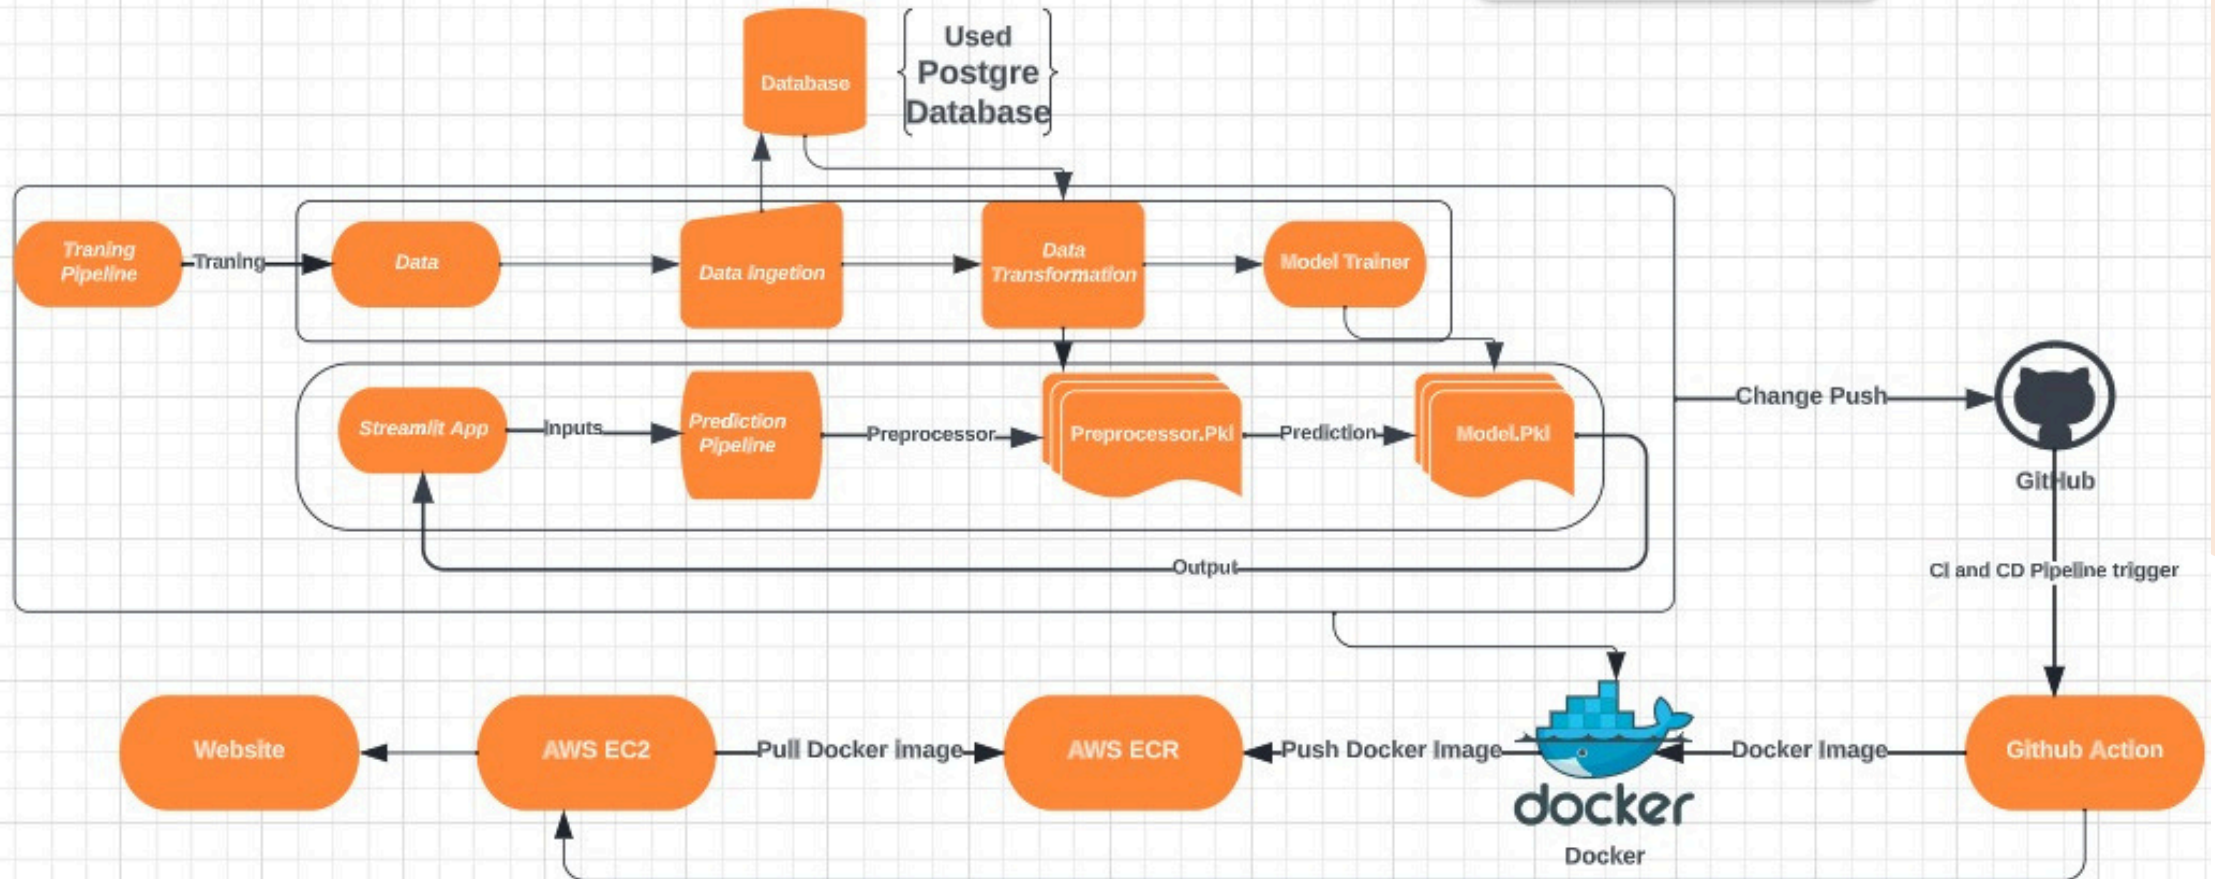 Used
Postgre
Database
Database
Traning
Pipeline
Traning
Data
Data Ingetion
Data
Transformation
Model Trainer
Streamlit App
Inputs
Prediction
Pipeline
Preprocessor
Preprocessor.Pkl
Prediction
Model.Pkl
Change Push
GitHub
Output
CI and CD Pipeline trigger
Website
AWS EC2
Pull Docker image
AWS ECR
Push Docker Image
docker
Docker
Docker Image
Github Action